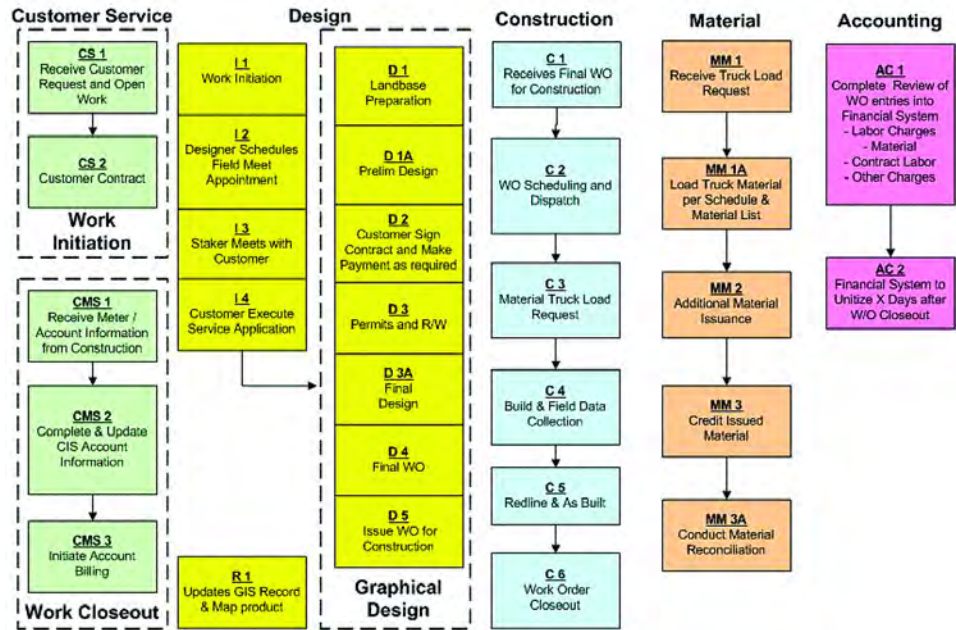 Customer Service
CS 1
Receive Customer
Request and Open
Work
CS 2
Customer Contract
Work
Initiation
CMS 1
Receive Meter /
Account Information
from Construction
CMS 2
Complete & Update
CIS Account
Information
CMS 3
Initiate Account
Billing
Work Closeout
Design
I 1
Work Initiation
I 2
Designer Schedules
Field Meet
Appointment
I 3
Staker Meets with
Customer
I 4
Customer Execute
Service Application
R 1
Updates GIS Record
& Map product
D 1
Landbase
Preparation
D 1A
Prelim Design
D 2
Customer Sign
Contract and Make
Payment as required
D 3
Permits and R/W
D 3A
Final
Design
D 4
Final WO
D 5
Issue WO for
Construction
Graphical
Design
Construction
C 1
Receives Final WO
for Construction
C 2
WO Scheduling and
Dispatch
C 3
Material Truck Load
Request
C 4
Build & Field Data
Collection
C 5
Redline & As Built
C 6
Work Order
Closeout
Material
MM 1
Receive Truck Load
Request
MM 1A
Load Truck Material
per Schedule &
Material List
MM 2
Additional Material
Issuance
MM 3
Credit Issued
Material
MM 3A
Conduct Material
Reconciliation
Accounting
AC 1
Complete Review of
WO entries into
Financial System
- Labor Charges
- Material
- Contract Labor
- Other Charges
AC 2
Financial System to
Unitize X Days after
W/O Closeout